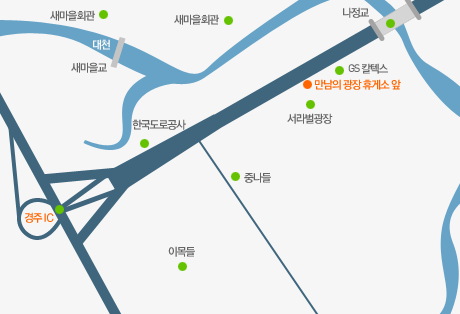 새마을회관
새마을회관
나정교
대천
새마을교
GS 칼텍스
만남의 광장 휴게소 앞
서라벌광장
한국도로공사
중나들
경주 IC
이목들